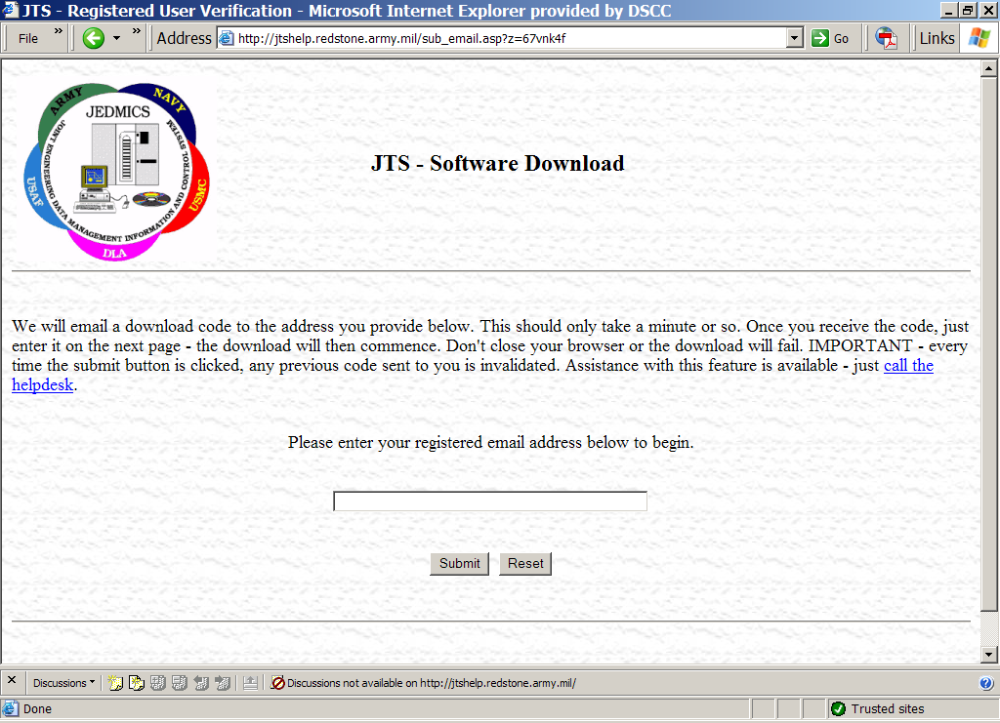 JTS - Registered User Verification - Microsoft Internet Explorer provided by DSCC
File » » Address http://jtshelp.redstone.army.mil/sub_email.asp?z=67vnk4f Go Links
ARMY
NAVY
JEDMICS
USAF
USMC
JOINT ENGINEERING DATA MANAGEMENT INFORMATION AND CONTROL SYSTEM
DLA
JTS - Software Download
We will email a download code to the address you provide below. This should only take a minute or so. Once you receive the code, just
enter it on the next page - the download will then commence. Don't close your browser or the download will fail. IMPORTANT - every
time the submit button is clicked, any previous code sent to you is invalidated. Assistance with this feature is available - just call the
helpdesk.
Please enter your registered email address below to begin.
Submit Reset
Discussions Discussions not available on http://jtshelp.redstone.army.mil/
Done Trusted sites